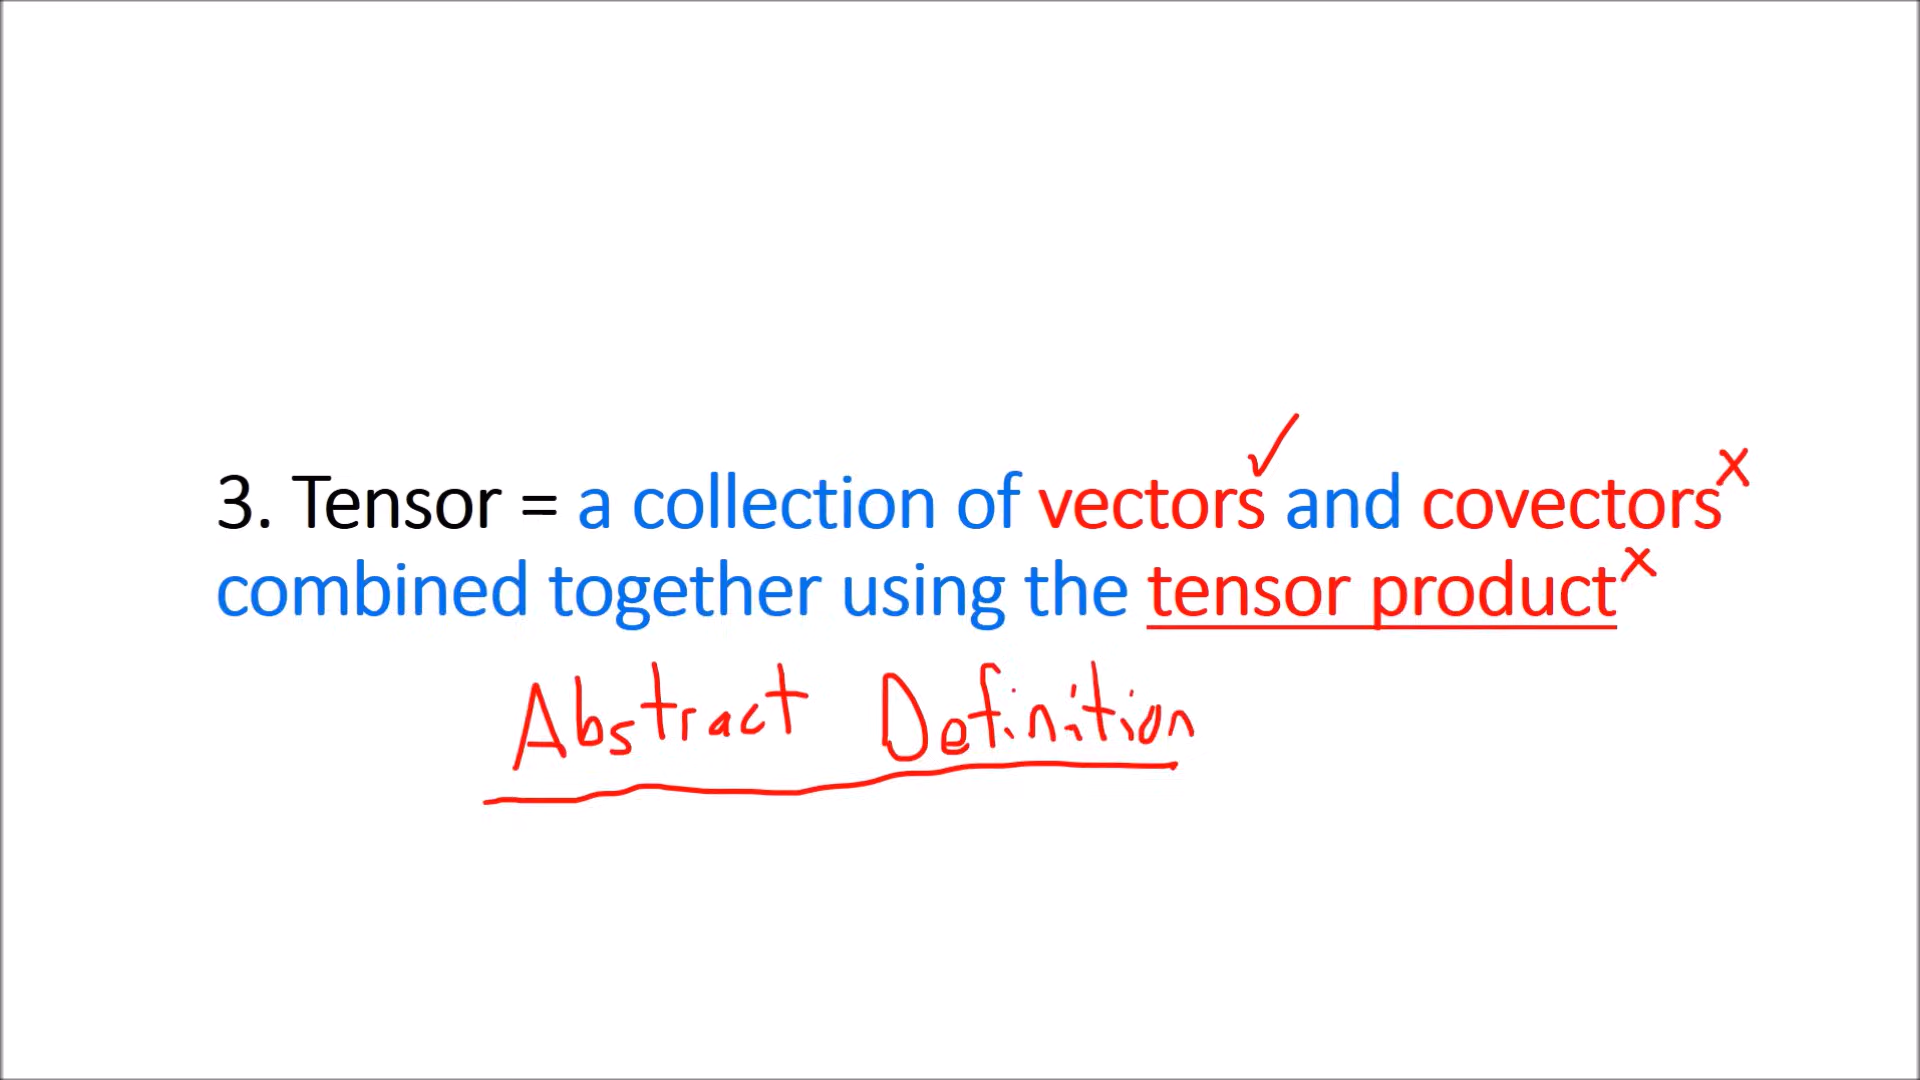 3. Tensor = a collection of vectors✓ and covectors×
combined together using the tensor product×
Abstract Definition